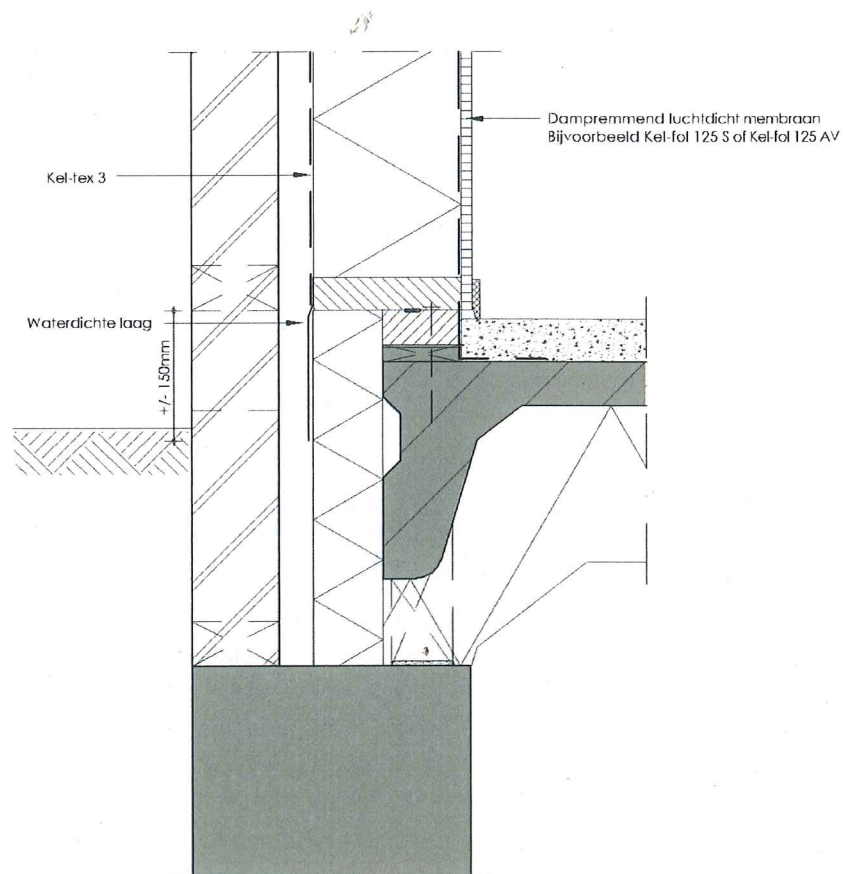 Dampremmend luchtdicht membraan
Bijvoorbeeld Kel-fol 125 S of Kel-fol 125 AV
Kel-tex 3
Waterdichte laag
+/- 150mm